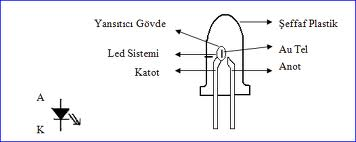 Yansıtıcı Gövde
Şeffaf Plastik
Led Sistemi
Au Tel
Katot
Anot
A
K